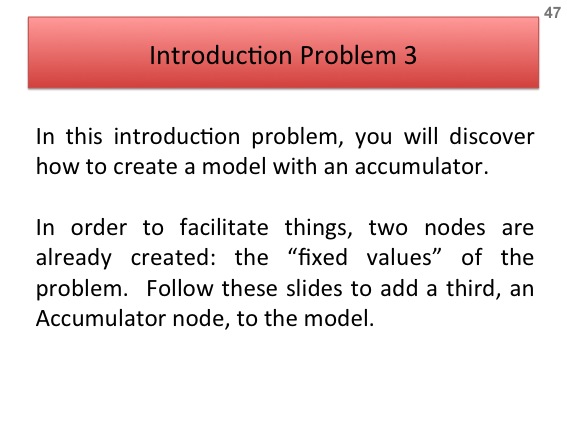 47
Introduction Problem 3
In this introduction problem, you will discover
how to create a model with an accumulator.
In order to facilitate things, two nodes are
already created: the “fixed values” of the
problem.  Follow these slides to add a third, an
Accumulator node, to the model.